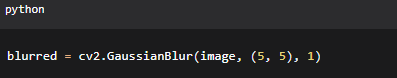 python
blurred = cv2.GaussianBlur(image, (5, 5), 1)